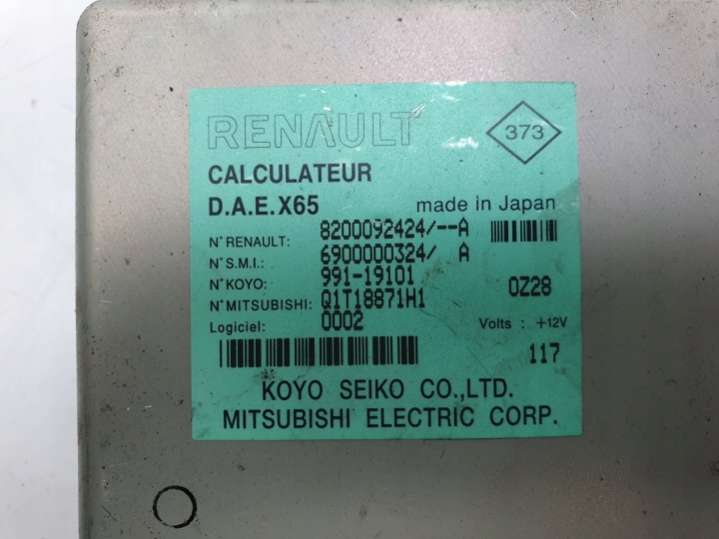 RENAULT
373
CALCULATEUR
D.A.E.X65 made in Japan
N° RENAULT: 8200092424/--A
N° S.M.I.: 6900000324/ A
N° KOYO: 991-19101
N° MITSUBISHI: Q1T18871H1 0Z28
Logiciel: 0002 Volts : +12V
117
KOYO SEIKO CO.,LTD.
MITSUBISHI ELECTRIC CORP.